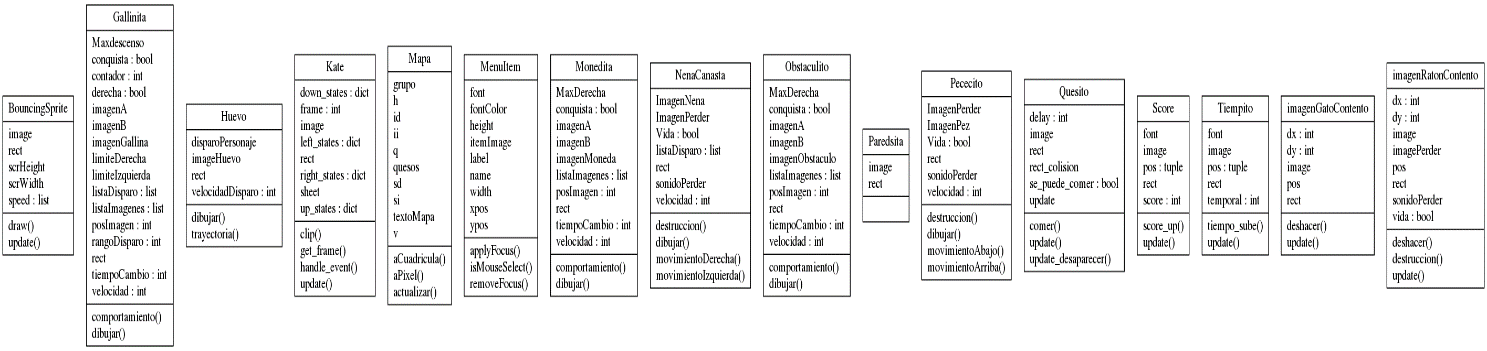 BouncingSprite
image
rect
scrHeight
scrWidth
speed : list
draw()
update()
Gallinita
Maxdescenso
conquista : bool
contador : int
derecha : bool
imagenA
imagenB
imagenGallina
limiteDerecha
limiteIzquierda
listaDisparo : list
listaImagenes : list
posImagen : int
rangoDisparo : int
rect
tiempoCambio : int
velocidad : int
comportamiento()
dibujar()
Huevo
disparoPersonaje
imageHuevo
rect
velocidadDisparo : int
dibujar()
trayectoria()
Kate
down_states : dict
frame : int
image
left_states : dict
rect
right_states : dict
sheet
up_states : dict
clip()
get_frame()
handle_event()
update()
Mapa
grupo
h
id
ii
q
quesos
sd
si
textoMapa
v
aCuadricula()
aPixel()
actualizar()
MenuItem
font
fontColor
height
itemImage
label
name
width
xpos
ypos
applyFocus()
isMouseSelect()
removeFocus()
Monedita
MaxDerecha
conquista : bool
imagenA
imagenB
imagenMoneda
listaImagenes : list
posImagen : int
rect
tiempoCambio : int
velocidad : int
comportamiento()
dibujar()
NenaCanasta
ImagenNena
ImagenPerder
Vida : bool
listaDisparo : list
rect
sonidoPerder
velocidad : int
destruccion()
dibujar()
movimientoDerecha()
movimientoIzquierda()
Obstaculito
MaxDerecha
conquista : bool
imagenA
imagenB
imagenObstaculo
listaImagenes : list
posImagen : int
rect
tiempoCambio : int
velocidad : int
comportamiento()
dibujar()
Paredsita
image
rect
Pececito
ImagenPerder
ImagenPez
Vida : bool
rect
sonidoPerder
velocidad : int
destruccion()
dibujar()
movimientoAbajo()
movimientoArriba()
Quesito
delay : int
image
rect
rect_colision
se_puede_comer : bool
update
comer()
update()
update_desaparecer()
Score
font
image
pos : tuple
rect
score : int
score_up()
update()
Tiempito
font
image
pos : tuple
rect
temporal : int
tiempo_sube()
update()
imagenGatoContento
dx : int
dy : int
image
pos
rect
deshacer()
update()
imagenRatonContento
dx : int
dy : int
image
imagePerder
pos
rect
sonidoPerder
vida : bool
deshacer()
destruccion()
update()